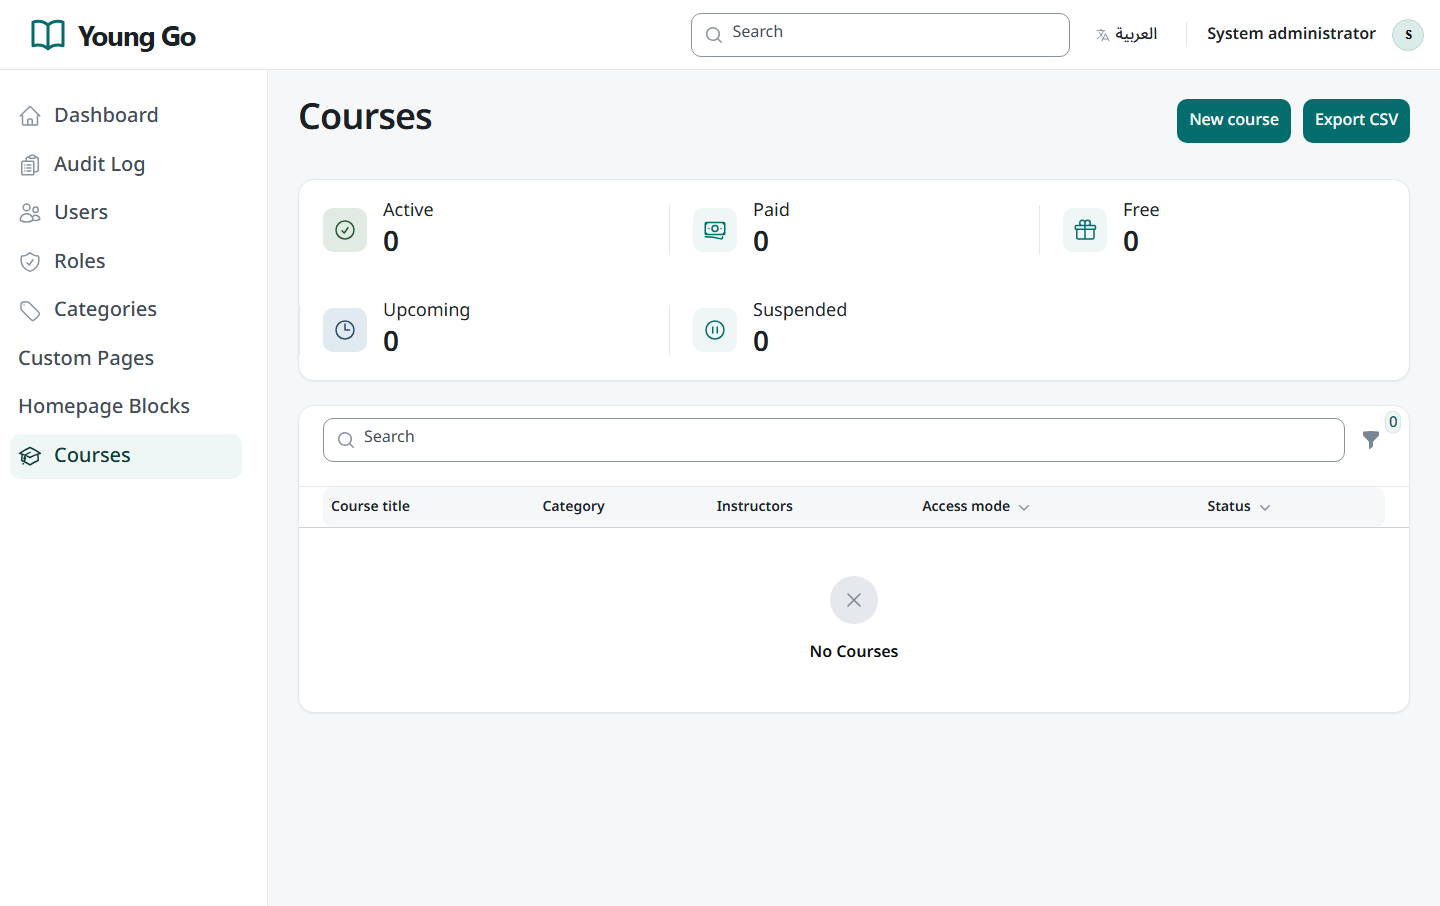 Young Go
Search
العربية
System administrator
S
Dashboard
Audit Log
Users
Roles
Categories
Custom Pages
Homepage Blocks
Courses
Courses
New course
Export CSV
Active
0
Paid
0
Free
0
Upcoming
0
Suspended
0
Search
0
Course title Category Instructors Access mode Status
No Courses